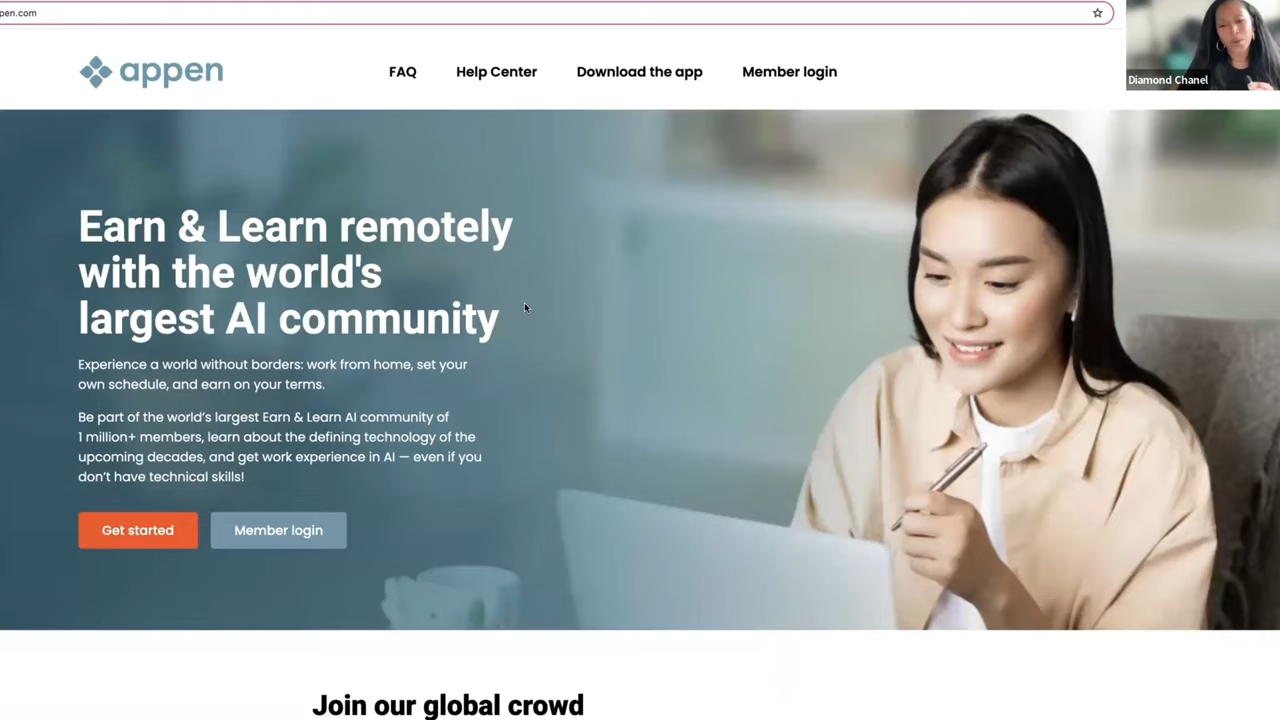 pen.com
appen
FAQ
Help Center
Download the app
Member login
Diamond Chanel
Earn & Learn remotely
with the world's
largest AI community
Experience a world without borders: work from home, set your
own schedule, and earn on your terms.
Be part of the world’s largest Earn & Learn AI community of
1 million+ members, learn about the defining technology of the
upcoming decades, and get work experience in AI — even if you
don’t have technical skills!
Get started
Member login
Join our global crowd